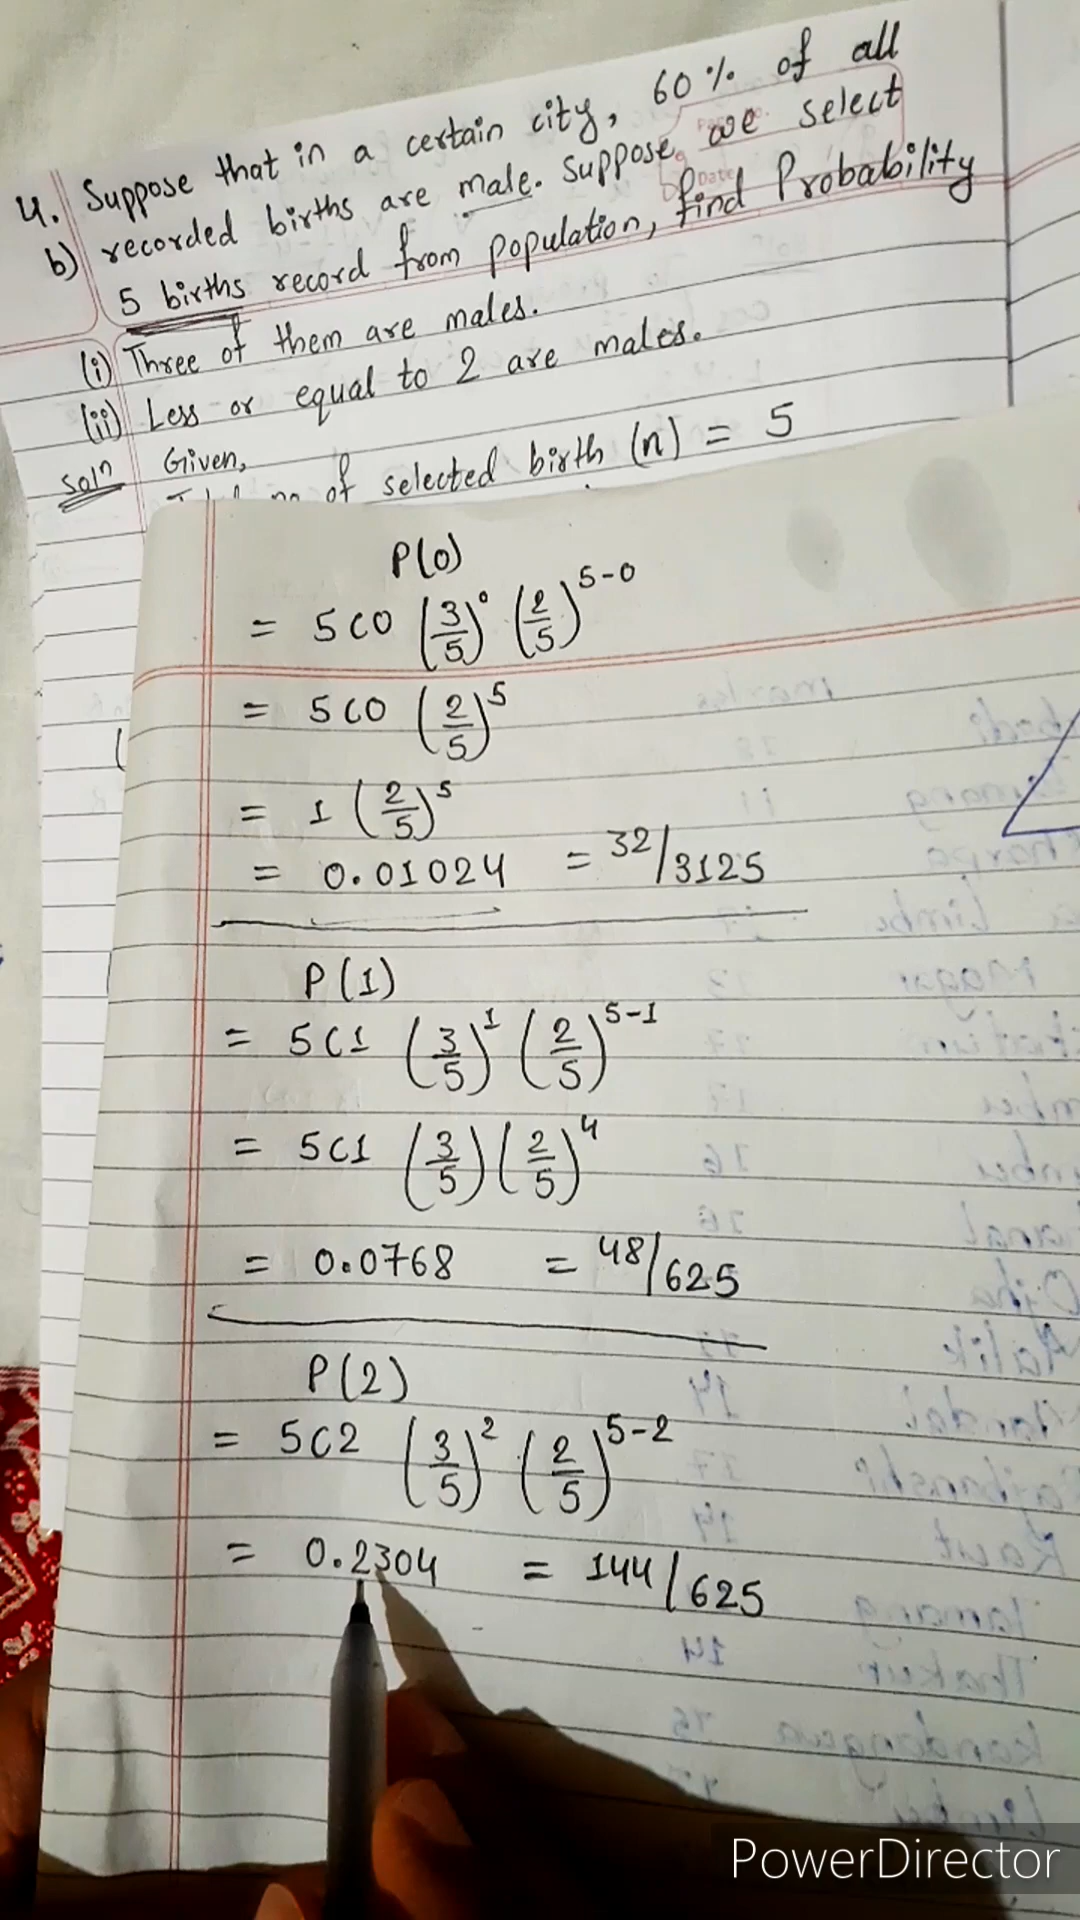 4. Suppose that in a certain city, 60% of all
b) recorded births are male. Suppose we select
5 births record from population, find Probability
(i) Three of them are males.
(ii) Less or equal to 2 are males.
Solⁿ Given,
no of selected birth (n) = 5
P(0)
= 5C0 (3/5)⁰ (2/5)⁵⁻⁰
= 5C0 (2/5)⁵
= 1 (2/5)⁵
= 0.01024 = 32/3125
P(1)
= 5C1 (3/5)¹ (2/5)⁵⁻¹
= 5C1 (3/5) (2/5)⁴
= 0.0768 = 48/625
P(2)
= 5C2 (3/5)² (2/5)⁵⁻²
= 0.2304 = 144/625
PowerDirector